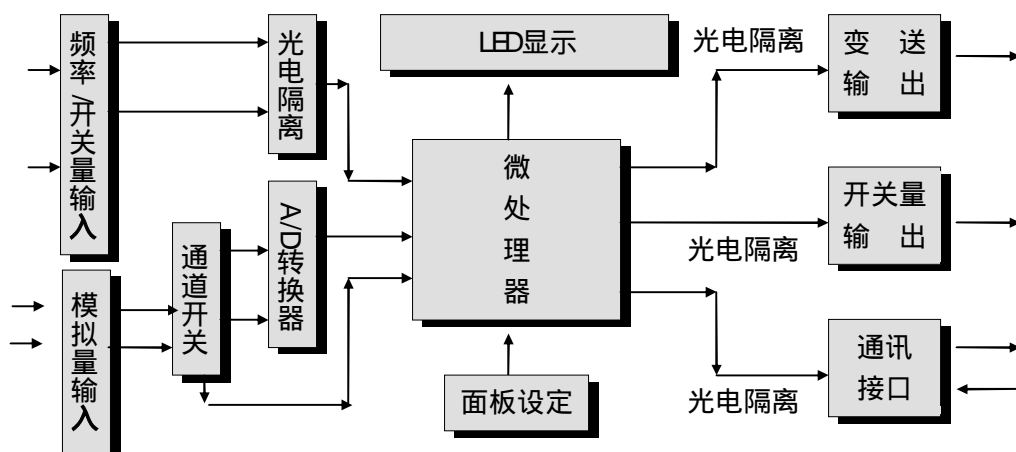 频率/开关量输入
光电隔离
LED显示
光电隔离
变送
输出
微处理器
A/D转换器
通道开关
开关量
输出
光电隔离
模拟量输入
面板设定
光电隔离
通讯
接口